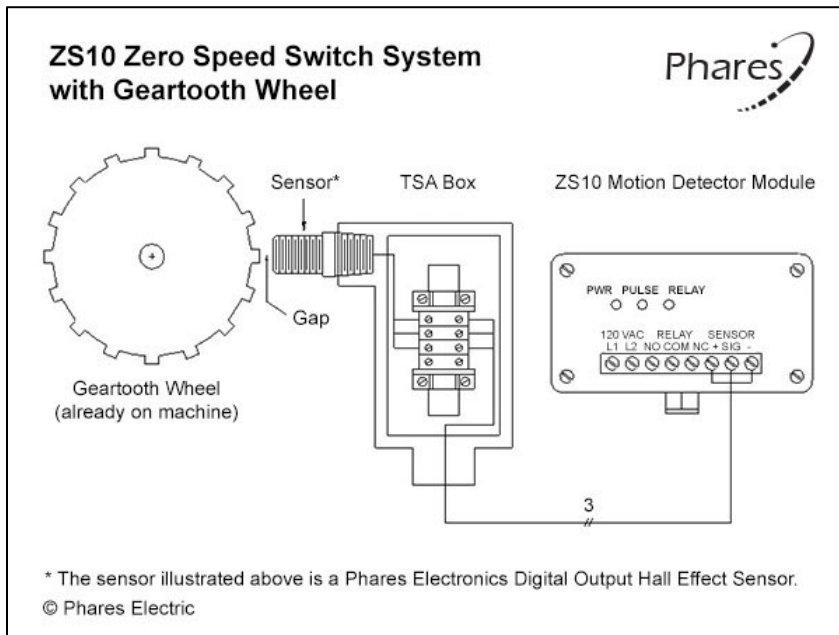 ZS10 Zero Speed Switch System
with Geartooth Wheel
Phares
Sensor*
TSA Box
ZS10 Motion Detector Module
PWR PULSE RELAY
Gap
120 VAC RELAY SENSOR
L1 L2 NO COM NC + SIG -
Geartooth Wheel
(already on machine)
3
* The sensor illustrated above is a Phares Electronics Digital Output Hall Effect Sensor.
© Phares Electric